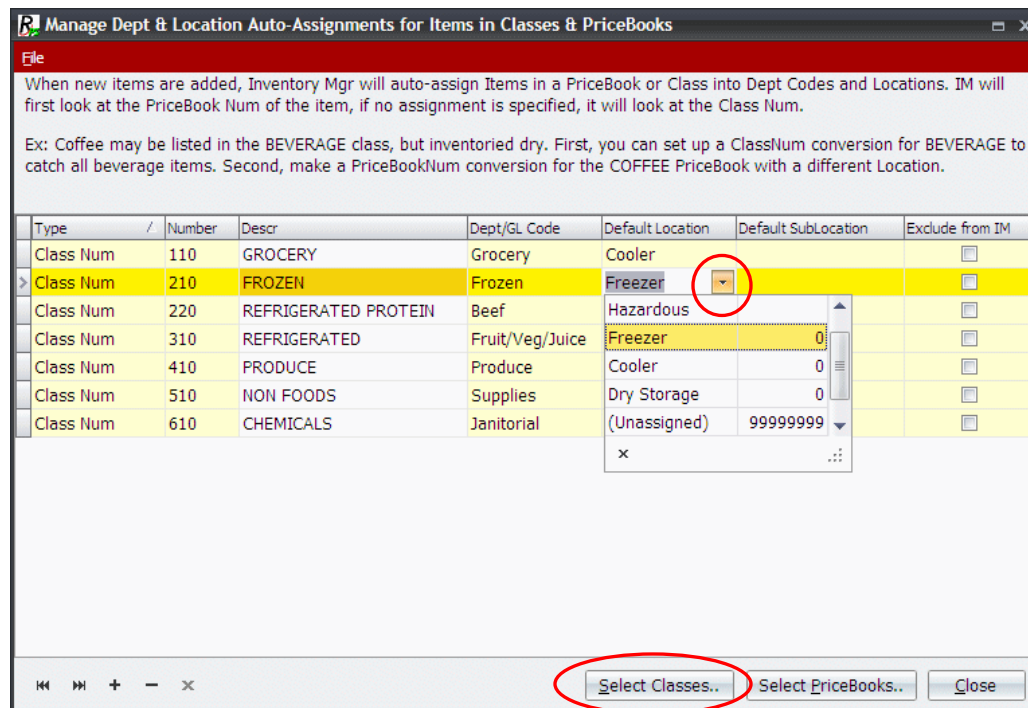 Manage Dept & Location Auto-Assignments for Items in Classes & PriceBooks
File
When new items are added, Inventory Mgr will auto-assign Items in a PriceBook or Class into Dept Codes and Locations. IM will
first look at the PriceBook Num of the item, if no assignment is specified, it will look at the Class Num.
Ex: Coffee may be listed in the BEVERAGE class, but inventoried dry. First, you can set up a ClassNum conversion for BEVERAGE to
catch all beverage items. Second, make a PriceBookNum conversion for the COFFEE PriceBook with a different Location.
Type Number Descr Dept/GL Code Default Location Default SubLocation Exclude from IM
Class Num 110 GROCERY Grocery Cooler
Class Num 210 FROZEN Frozen Freezer
Class Num 220 REFRIGERATED PROTEIN Beef Hazardous
Class Num 310 REFRIGERATED Fruit/Veg/Juice Freezer 0
Class Num 410 PRODUCE Produce Cooler 0
Class Num 510 NON FOODS Supplies Dry Storage 0
Class Num 610 CHEMICALS Janitorial (Unassigned) 99999999
Select Classes.. Select PriceBooks.. Close